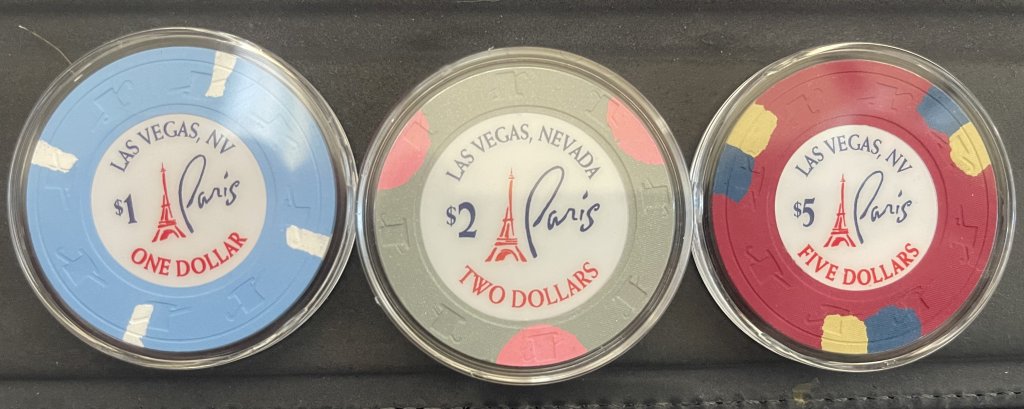 LAS VEGAS, NV
$1
Paris
ONE DOLLAR
LAS VEGAS, NEVADA
$2
Paris
TWO DOLLARS
LAS VEGAS, NV
$5
Paris
FIVE DOLLARS